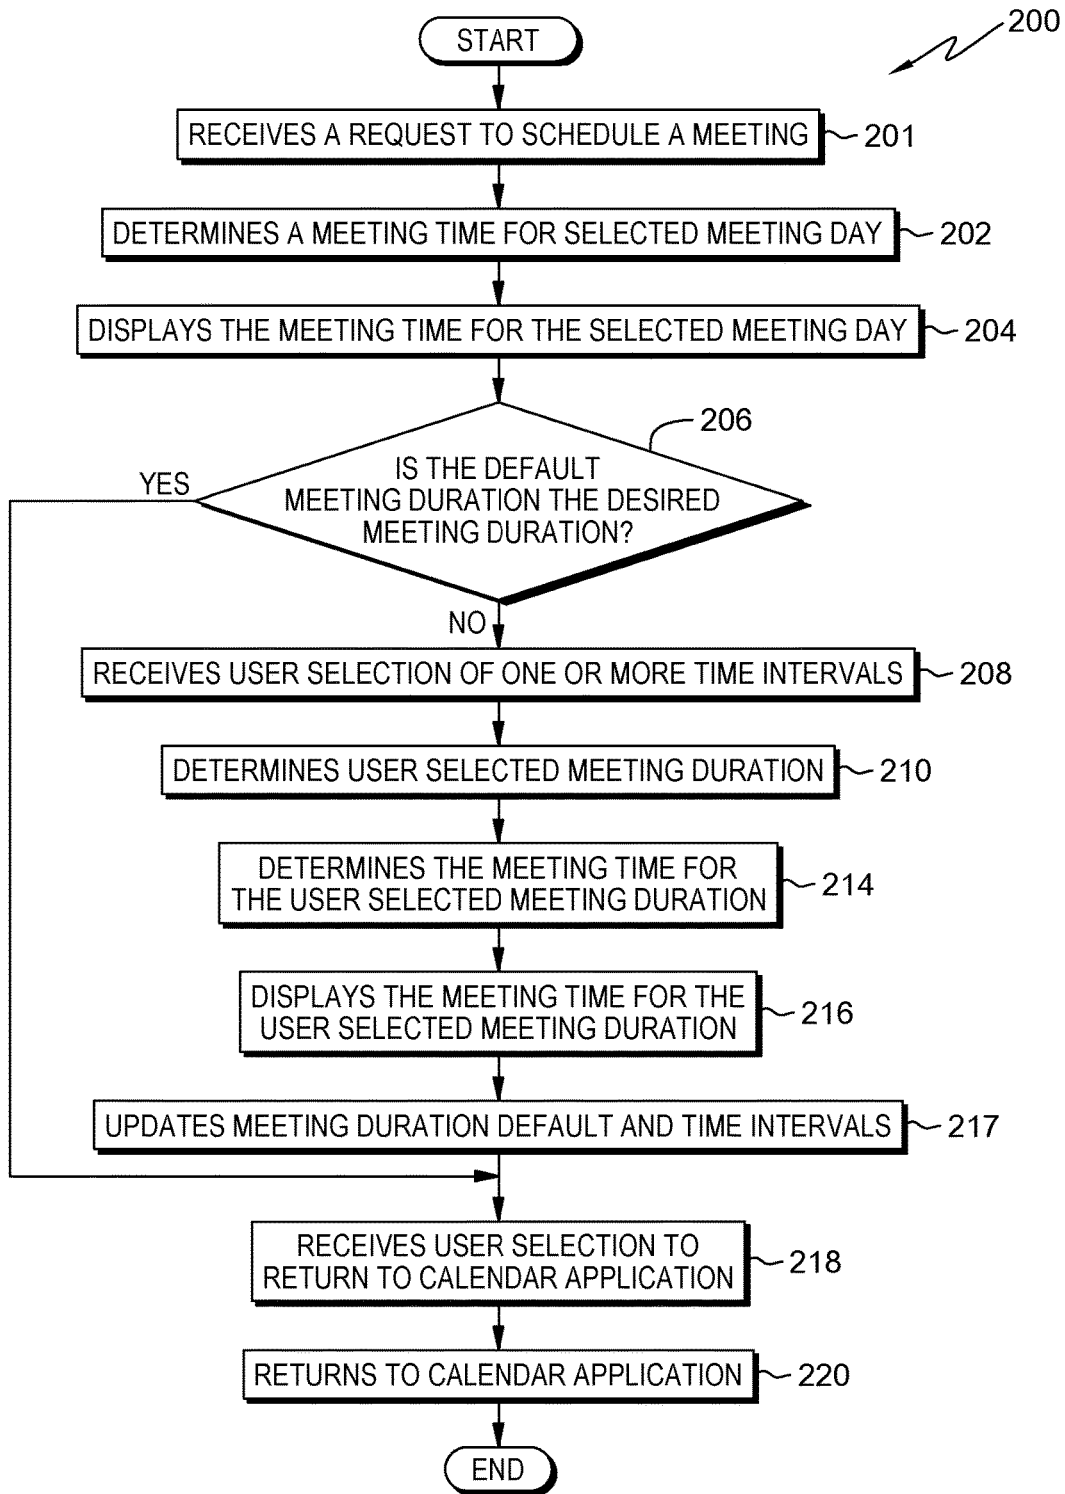 200
START
RECEIVES A REQUEST TO SCHEDULE A MEETING
201
DETERMINES A MEETING TIME FOR SELECTED MEETING DAY
202
DISPLAYS THE MEETING TIME FOR THE SELECTED MEETING DAY
204
206
IS THE DEFAULT
MEETING DURATION THE DESIRED
MEETING DURATION?
YES
NO
RECEIVES USER SELECTION OF ONE OR MORE TIME INTERVALS
208
DETERMINES USER SELECTED MEETING DURATION
210
DETERMINES THE MEETING TIME FOR
THE USER SELECTED MEETING DURATION
214
DISPLAYS THE MEETING TIME FOR THE
USER SELECTED MEETING DURATION
216
UPDATES MEETING DURATION DEFAULT AND TIME INTERVALS
217
RECEIVES USER SELECTION TO
RETURN TO CALENDAR APPLICATION
218
RETURNS TO CALENDAR APPLICATION
220
END